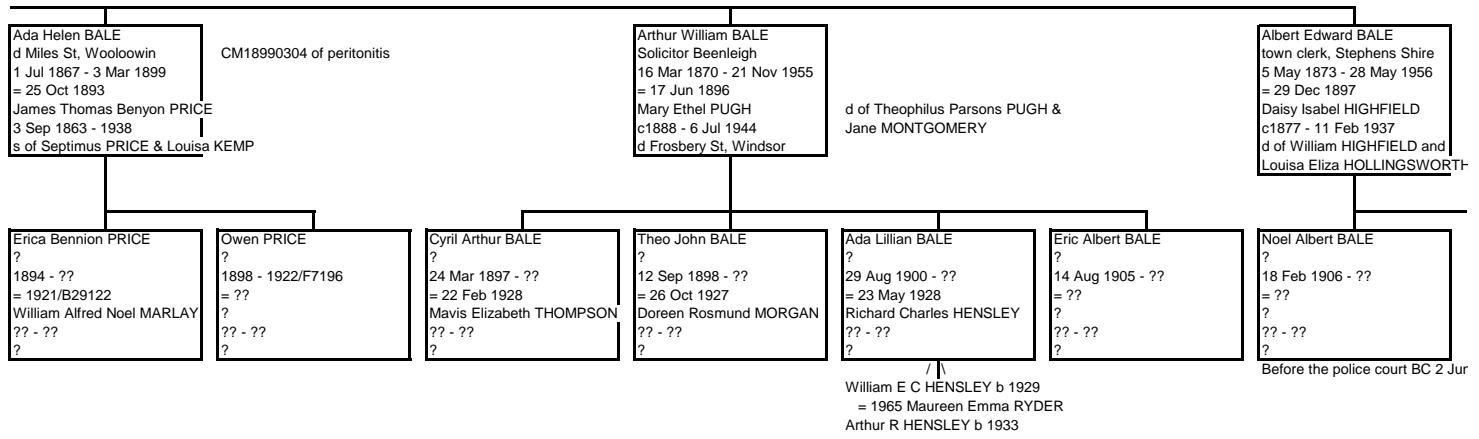 Ada Helen BALE
d Miles St, Wooloowin
1 Jul 1867 - 3 Mar 1899
= 25 Oct 1893
James Thomas Benyon PRICE
3 Sep 1863 - 1938
s of Septimus PRICE & Louisa KEMP
CM18990304 of peritonitis
Arthur William BALE
Solicitor Beenleigh
16 Mar 1870 - 21 Nov 1955
= 17 Jun 1896
Mary Ethel PUGH
c1888 - 6 Jul 1944
d Frosbery St, Windsor
d of Theophilus Parsons PUGH &
Jane MONTGOMERY
Albert Edward BALE
town clerk, Stephens Shire
5 May 1873 - 28 May 1956
= 29 Dec 1897
Daisy Isabel HIGHFIELD
c1877 - 11 Feb 1937
d of William HIGHFIELD and
Louisa Eliza HOLLINGSWORTH
Erica Bennion PRICE
?
1894 - ??
= 1921/B29122
William Alfred Noel MARLAY
?? - ??
?
Owen PRICE
?
1898 - 1922/F7196
= ??
?
?? - ??
?
Cyril Arthur BALE
?
24 Mar 1897 - ??
= 22 Feb 1928
Mavis Elizabeth THOMPSON
?? - ??
?
Theo John BALE
?
12 Sep 1898 - ??
= 26 Oct 1927
Doreen Rosmund MORGAN
?? - ??
?
Ada Lillian BALE
?
29 Aug 1900 - ??
= 23 May 1928
Richard Charles HENSLEY
?? - ??
?
/ \
William E C HENSLEY b 1929
= 1965 Maureen Emma RYDER
Arthur R HENSLEY b 1933
Eric Albert BALE
?
14 Aug 1905 - ??
= ??
?
?? - ??
?
Noel Albert BALE
?
18 Feb 1906 - ??
= ??
?
?? - ??
?
Before the police court BC 2 Jun